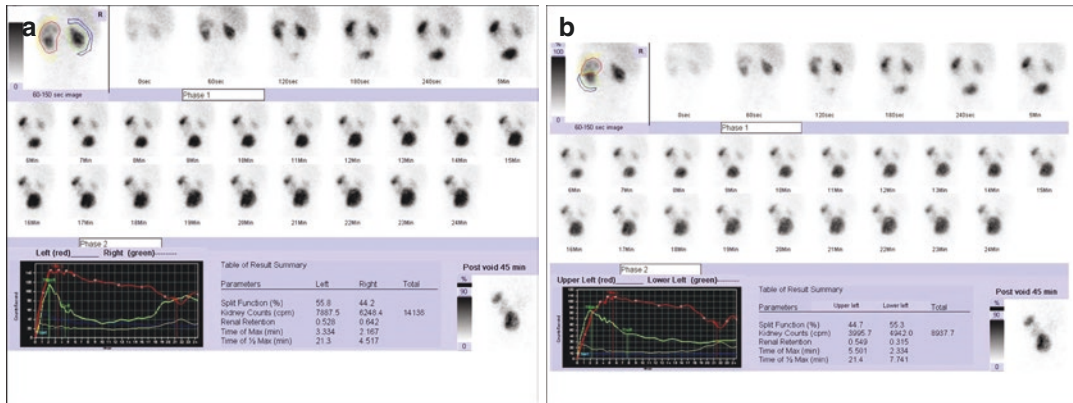 a
R
0
60-150 sec image
0sec
60sec
120sec
180sec
240sec
5Min
Phase 1
6Min 7Min 8Min 9Min 10Min 11Min 12Min 13Min 14Min 15Min
16Min 17Min 18Min 19Min 20Min 21Min 22Min 23Min 24Min
Phase 2
Left (red)______ Right (green)---------
Table of Result Summary
Parameters Left Right Total
Split Function (%) 55.8 44.2
Kidney Counts (cpm) 7887.5 6248.4 14136
Renal Retention 0.528 0.642
Time of Max (min) 3.334 2.167
Time of ½ Max (min) 21.3 4.517
Post void 45 min
%
90
0
b
%
100
R
0
60-150 sec image
0sec
60sec
120sec
180sec
240sec
5Min
Phase 1
6Min 7Min 8Min 9Min 10Min 11Min 12Min 13Min 14Min 15Min
16Min 17Min 18Min 19Min 20Min 21Min 22Min 23Min 24Min
Phase 2
Upper Left (red)______ Lower Left (green)---------
Table of Result Summary
Parameters Upper left Lower left Total
Split Function (%) 44.7 55.3
Kidney Counts (cpm) 3995.7 4942.0 8937.7
Renal Retention 0.549 0.315
Time of Max (min) 5.501 2.334
Time of ½ Max (min) 21.4 7.741
Post void 45 min
%
90
0